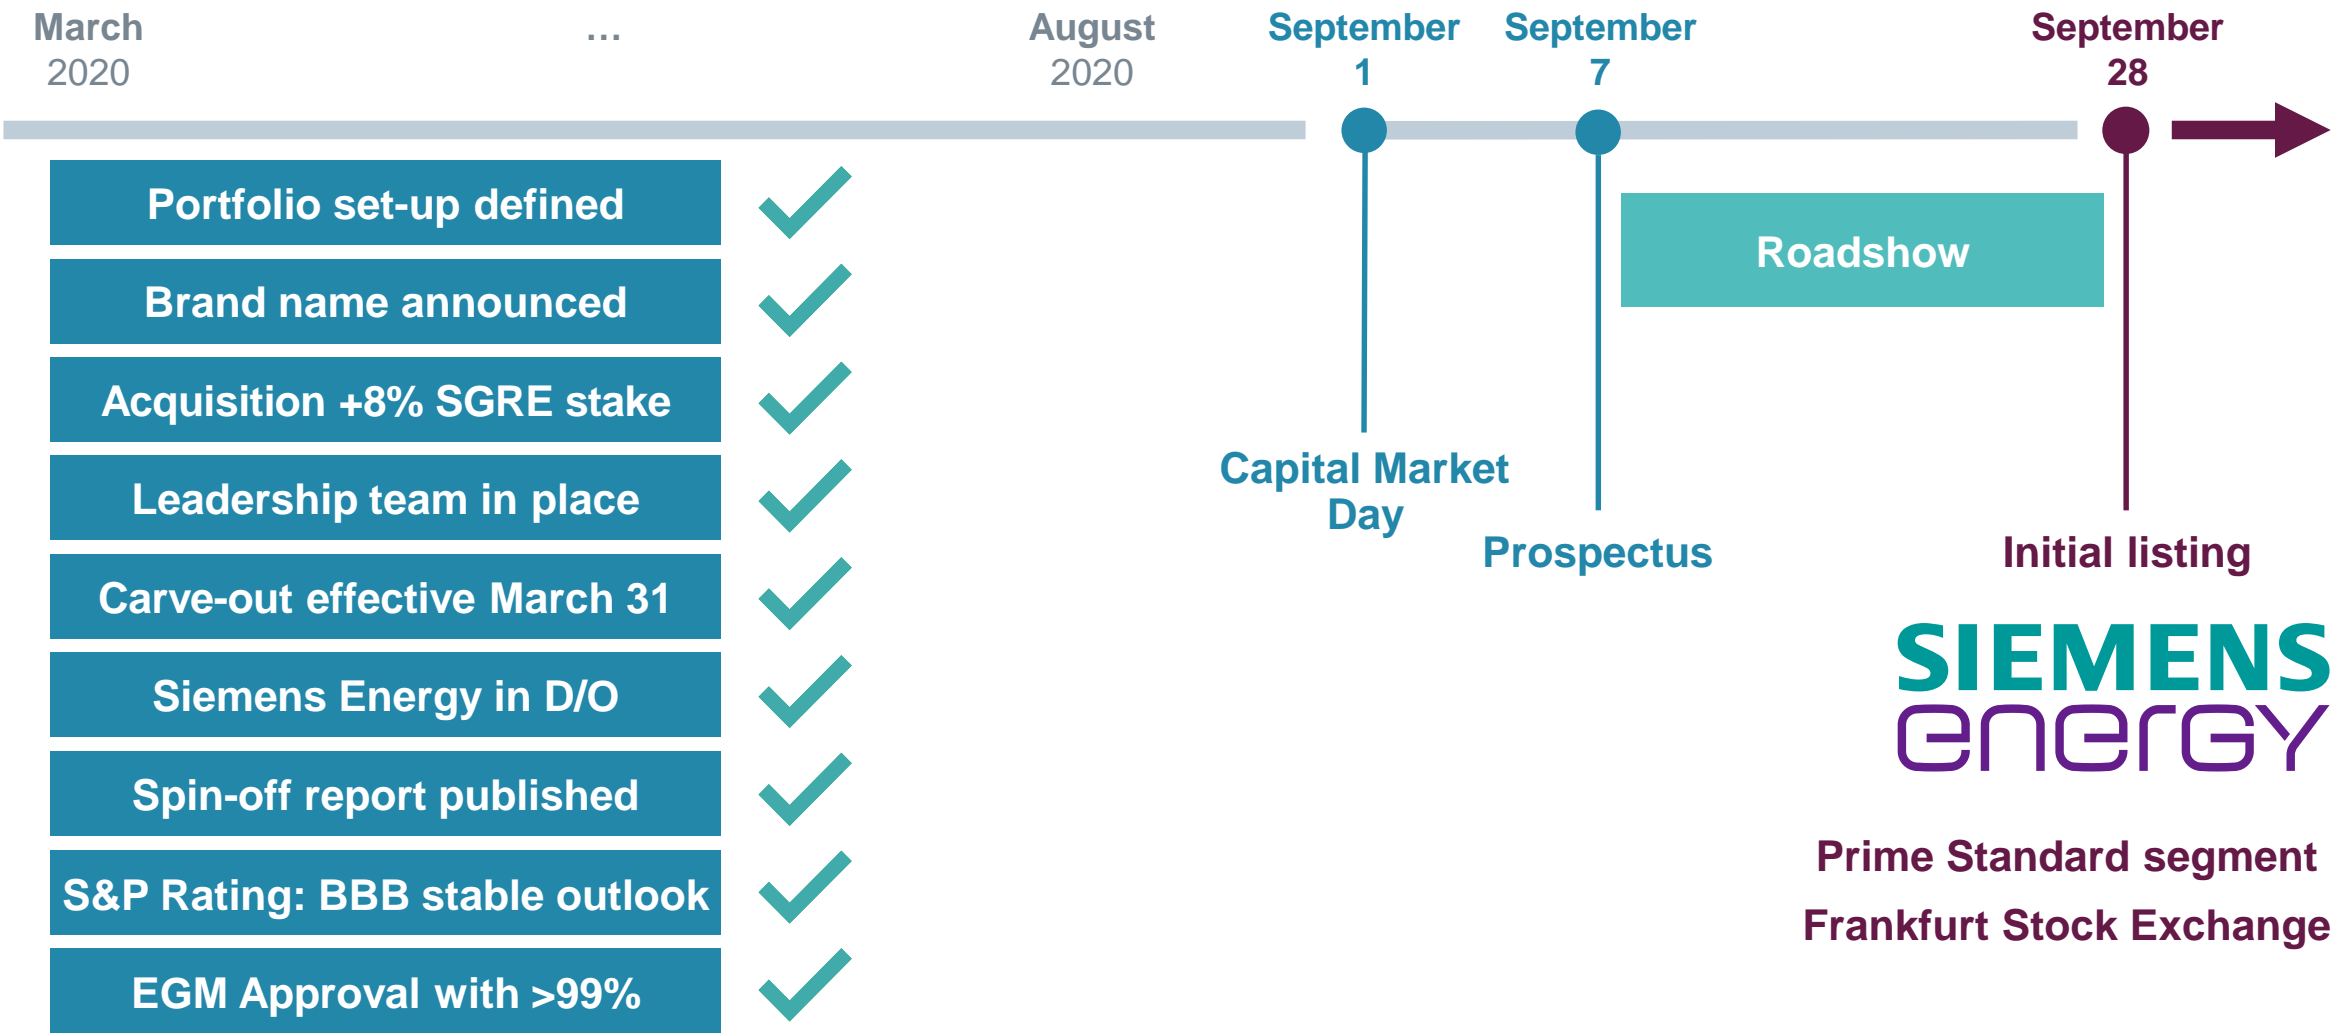 March
2020
…
August
2020
September
1
September
7
September
28
Portfolio set-up defined
Brand name announced
Acquisition +8% SGRE stake
Leadership team in place
Carve-out effective March 31
Siemens Energy in D/O
Spin-off report published
S&P Rating: BBB stable outlook
EGM Approval with >99%
Capital Market
Day
Prospectus
Roadshow
Initial listing
SIEMENS
energy
Prime Standard segment
Frankfurt Stock Exchange